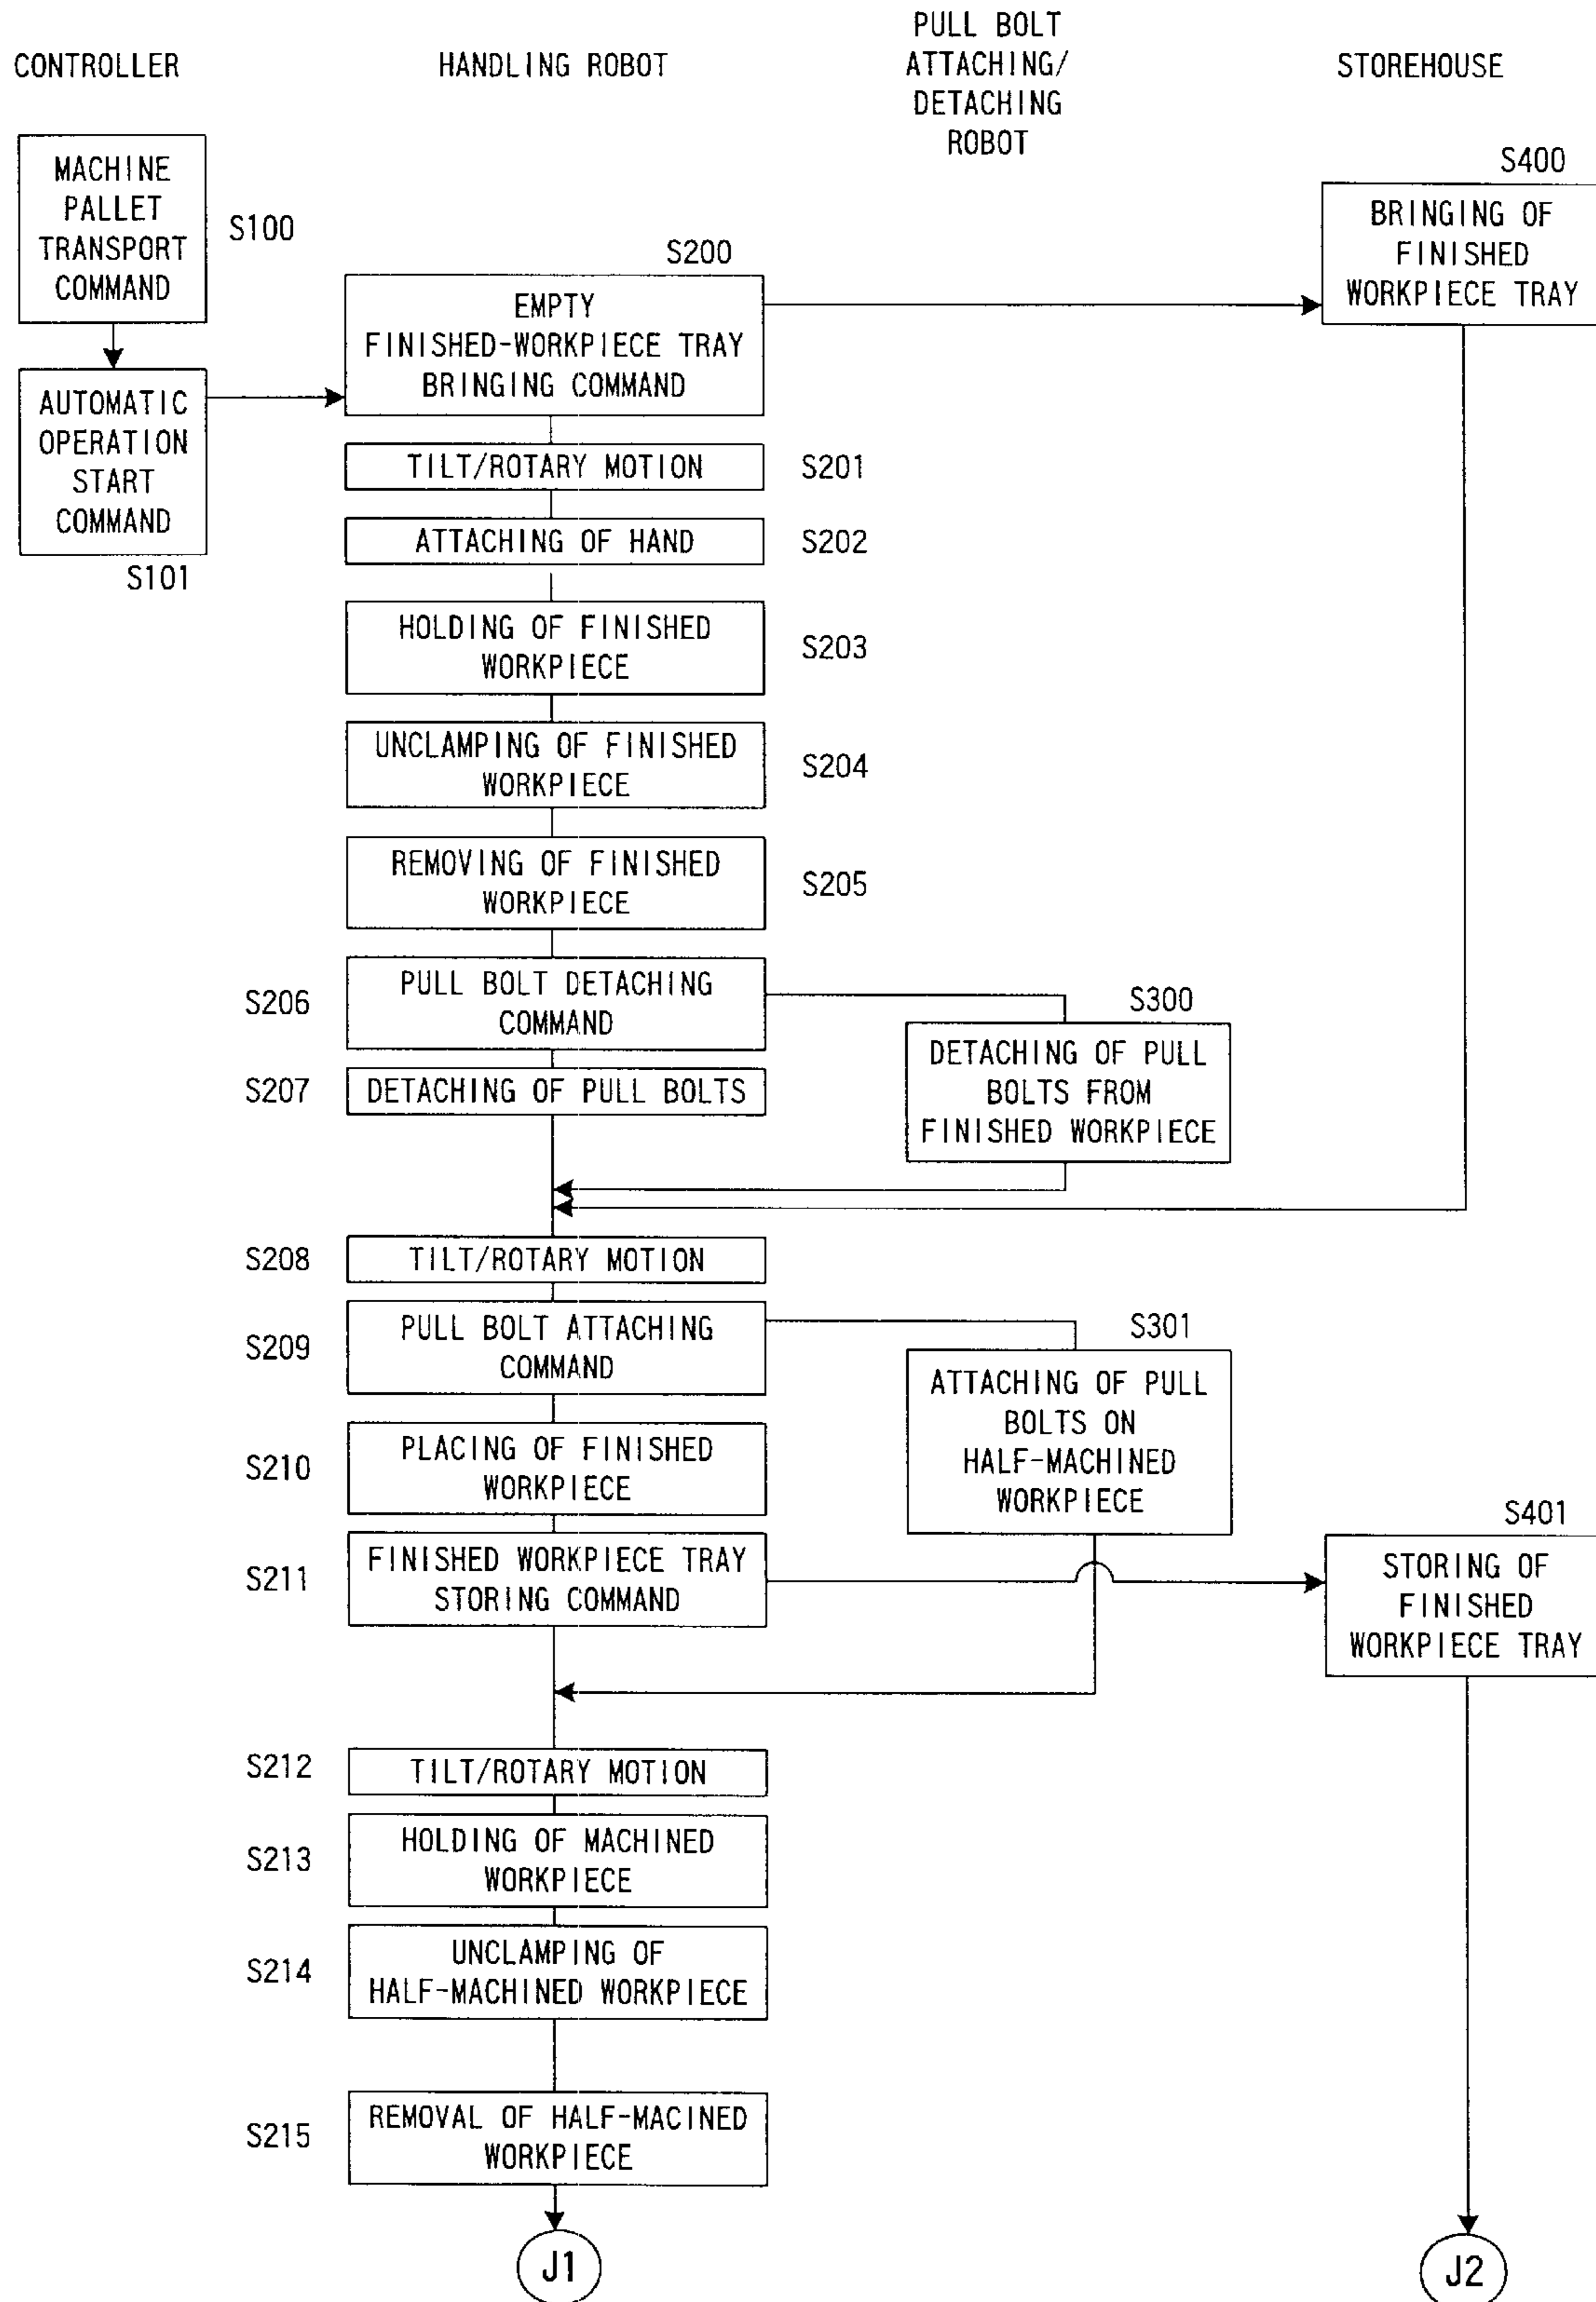 CONTROLLER
HANDLING ROBOT
PULL BOLT
ATTACHING/
DETACHING
ROBOT
STOREHOUSE
MACHINE
PALLET
TRANSPORT
COMMAND
S100
AUTOMATIC
OPERATION
START
COMMAND
S101
S200
EMPTY
FINISHED-WORKPIECE TRAY
BRINGING COMMAND
S400
BRINGING OF
FINISHED
WORKPIECE TRAY
TILT/ROTARY MOTION
S201
ATTACHING OF HAND
S202
HOLDING OF FINISHED
WORKPIECE
S203
UNCLAMPING OF FINISHED
WORKPIECE
S204
REMOVING OF FINISHED
WORKPIECE
S205
S206
PULL BOLT DETACHING
COMMAND
S300
DETACHING OF PULL
BOLTS FROM
FINISHED WORKPIECE
S207
DETACHING OF PULL BOLTS
S208
TILT/ROTARY MOTION
S209
PULL BOLT ATTACHING
COMMAND
S301
ATTACHING OF PULL
BOLTS ON
HALF-MACHINED
WORKPIECE
S210
PLACING OF FINISHED
WORKPIECE
S211
FINISHED WORKPIECE TRAY
STORING COMMAND
S401
STORING OF
FINISHED
WORKPIECE TRAY
S212
TILT/ROTARY MOTION
S213
HOLDING OF MACHINED
WORKPIECE
S214
UNCLAMPING OF
HALF-MACHINED WORKPIECE
S215
REMOVAL OF HALF-MACINED
WORKPIECE
J1
J2